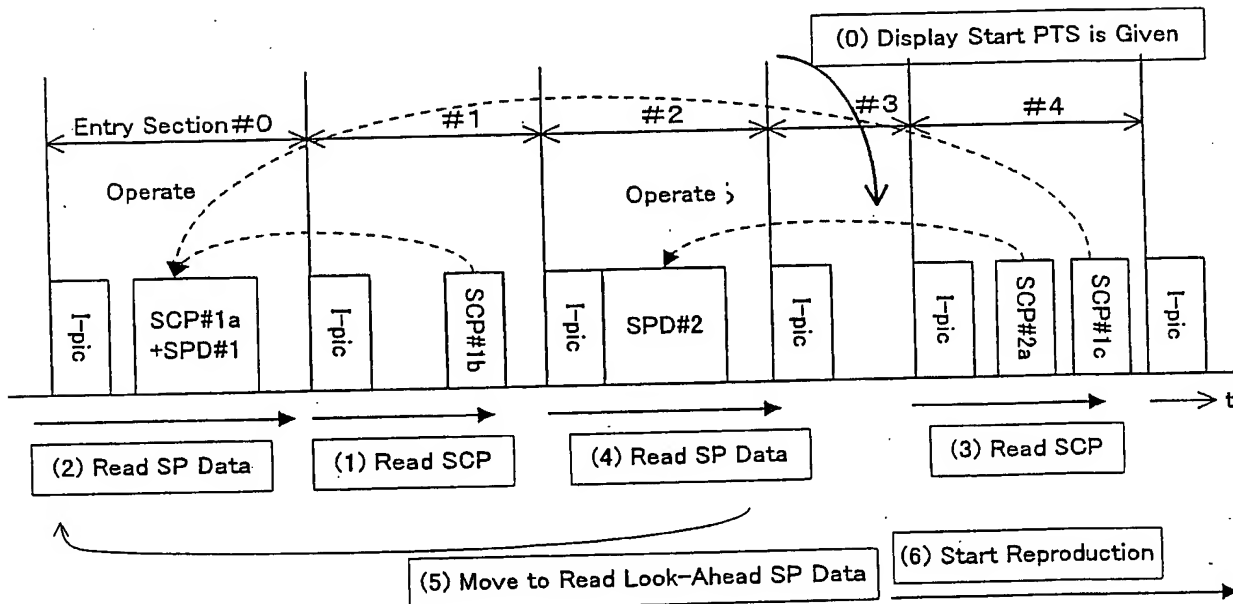 (0) Display Start PTS is Given
Entry Section#0
#1
#2
#3
#4
Operate
Operate ;
I-pic
SCP#1a
+SPD#1
I-pic
SCP#1b
I-pic
SPD#2
I-pic
I-pic
SCP#2a
SCP#1c
I-pic
t
(2) Read SP Data
(1) Read SCP
(4) Read SP Data
(3) Read SCP
(5) Move to Read Look-Ahead SP Data
(6) Start Reproduction